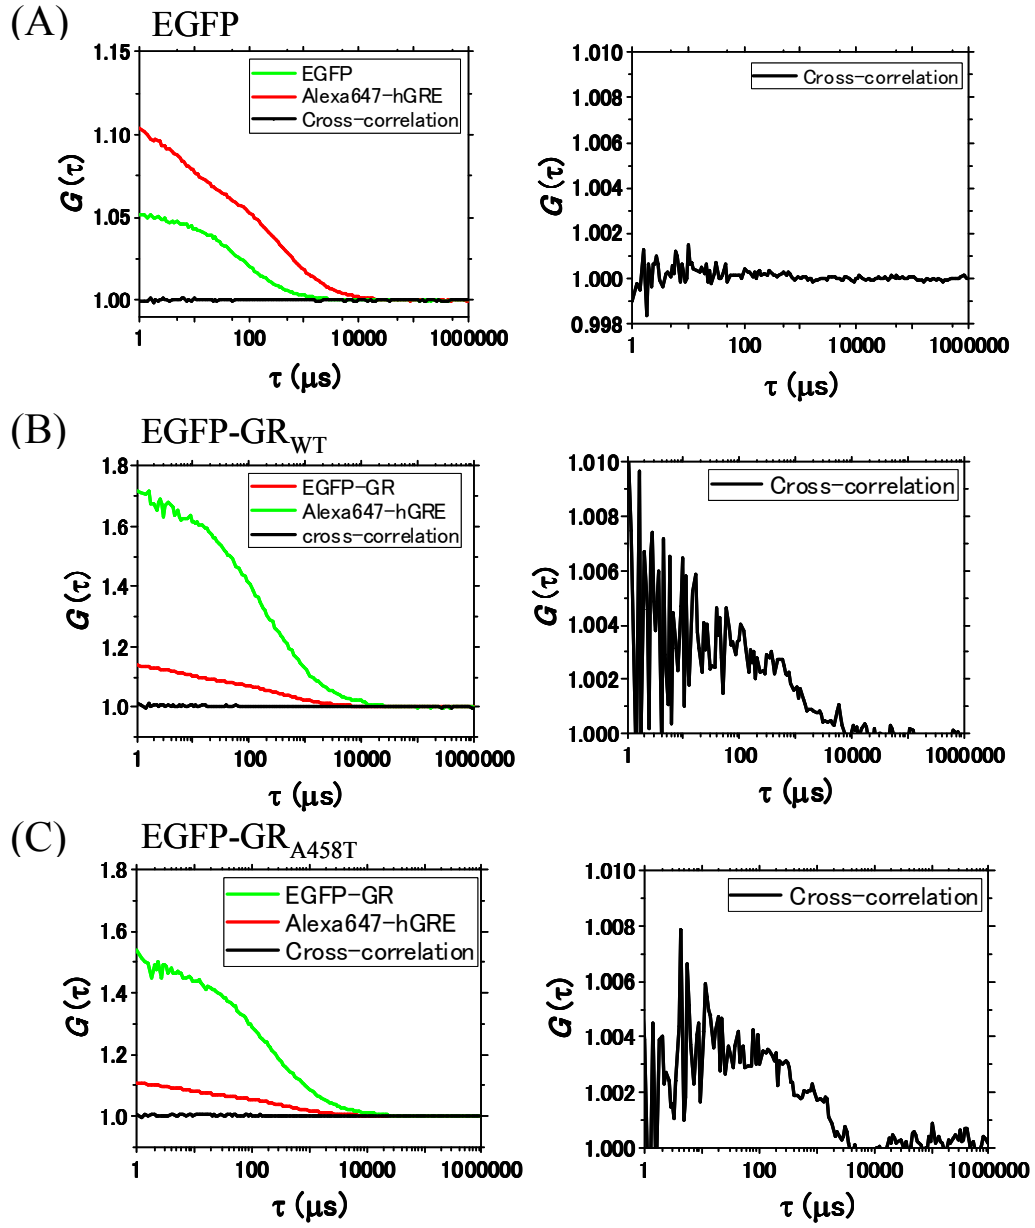 (A) EGFP
1.15
1.10
1.05
1.00
G(τ)
EGFP
Alexa647-hGRE
Cross-correlation
1 100 10000 1000000
τ (μs)
1.010
1.008
1.006
1.004
1.002
1.000
0.998
G(τ)
Cross-correlation
1 100 10000 1000000
τ (μs)
(B) EGFP-GRWT
1.8
1.6
1.4
1.2
1.0
G(τ)
EGFP-GR
Alexa647-hGRE
cross-correlation
1 100 10000 1000000
τ (μs)
1.010
1.008
1.006
1.004
1.002
1.000
G(τ)
Cross-correlation
1 100 10000 1000000
τ (μs)
(C) EGFP-GRA458T
1.8
1.6
1.4
1.2
1.0
G(τ)
EGFP-GR
Alexa647-hGRE
Cross-correlation
1 100 10000 1000000
τ (μs)
1.010
1.008
1.006
1.004
1.002
1.000
G(τ)
Cross-correlation
1 100 10000 1000000
τ (μs)